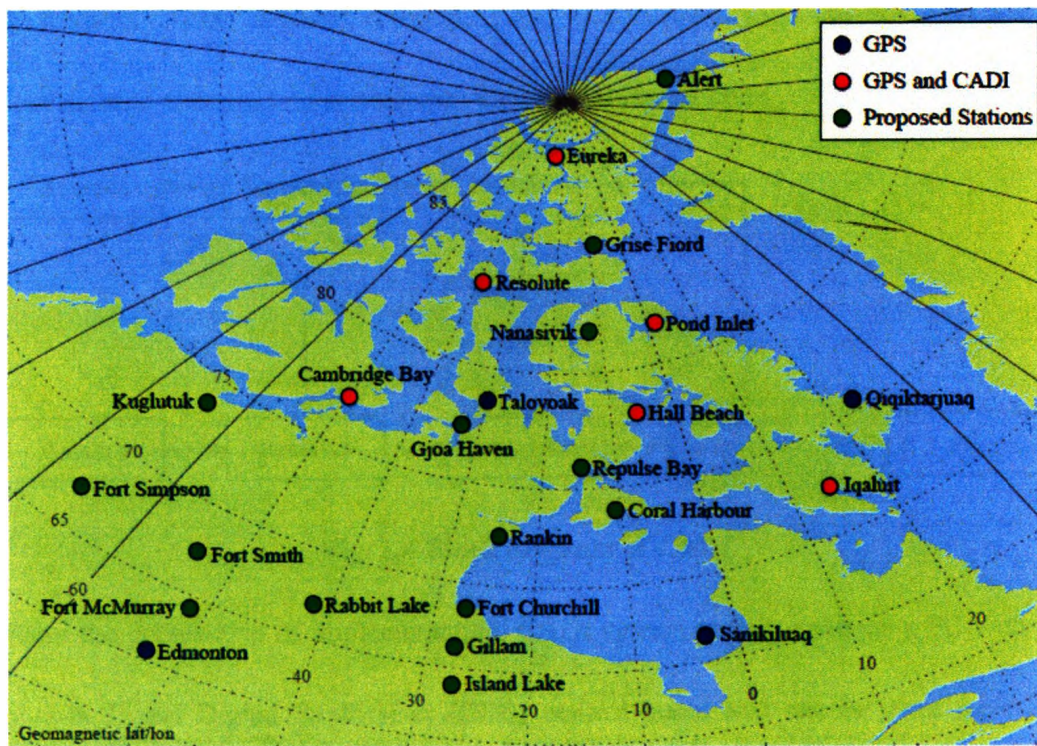 GPS
GPS and CADI
Proposed Stations
Alert
Eureka
85
Grise Fiord
Resolute
80
Nanasivik
Pond Inlet
Cambridge Bay
75
Kuglutuk
Taloyoak
Hall Beach
Qiqiktarjuaq
Gjoa Haven
70
Repulse Bay
Fort Simpson
Iqaluit
Coral Harbour
65
Rankin
Fort Smith
60
Fort McMurray
Rabbit Lake
Fort Churchill
20
Sanikiluaq
Edmonton
Gillam
10
Island Lake
-40
-30
-20
-10
0
Geomagnetic lat/lon